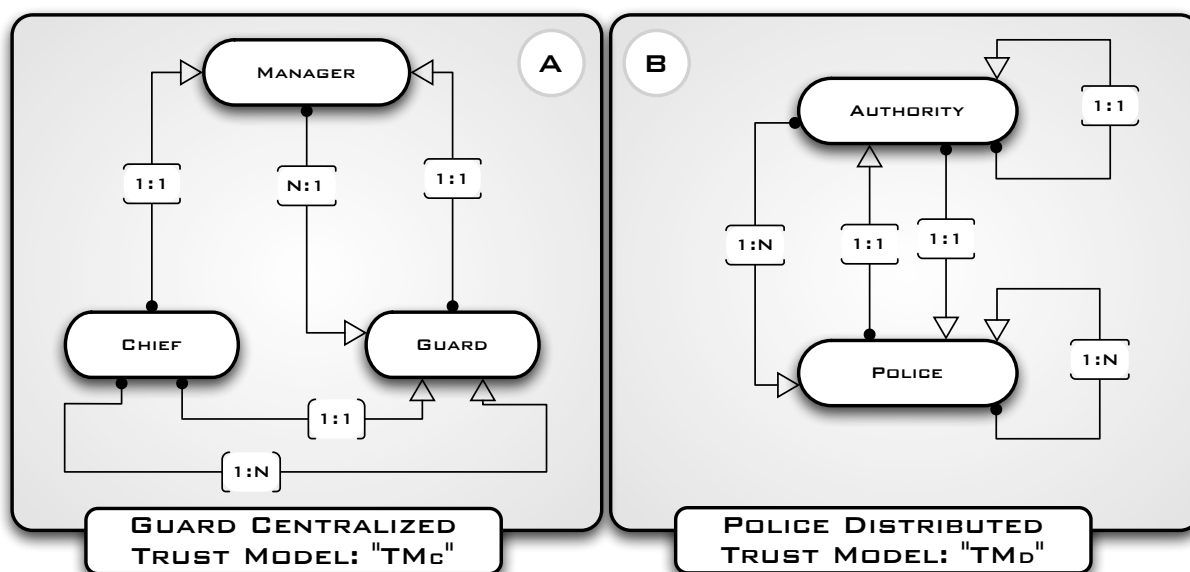 A
MANAGER
1:1
N:1
1:1
CHIEF
GUARD
1:1
1:N
GUARD CENTRALIZED
TRUST MODEL: "TMC"
B
AUTHORITY
1:1
1:N
1:1
1:1
POLICE
1:N
POLICE DISTRIBUTED
TRUST MODEL: "TMD"